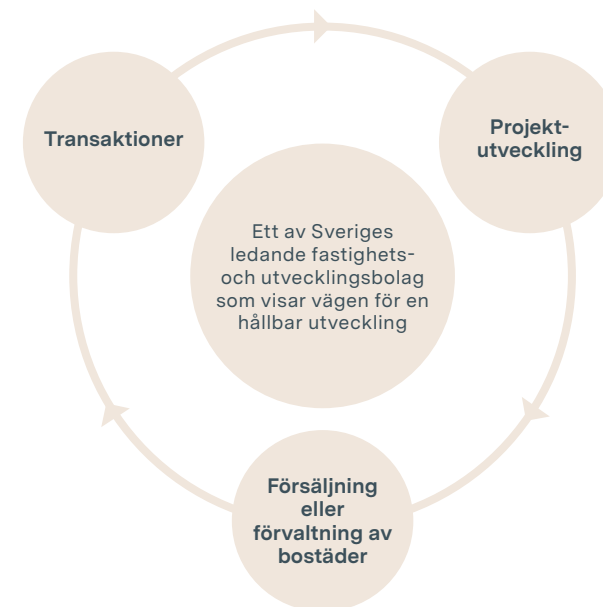 Transaktioner
Projekt-
utveckling
Ett av Sveriges
ledande fastighets-
och utvecklingsbolag
som visar vägen för en
hållbar utveckling
Försäljning
eller
förvaltning av
bostäder